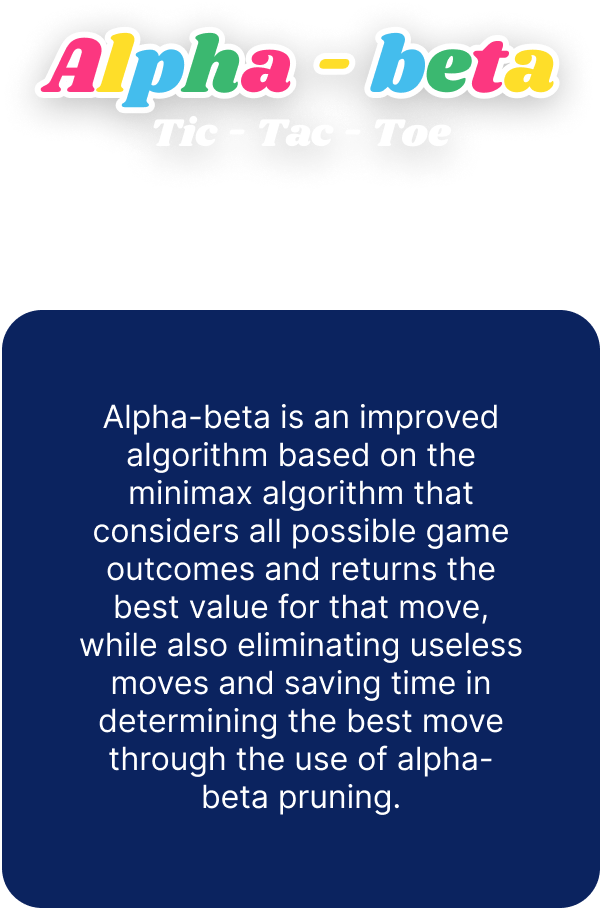 Alpha - beta
Tic - Tac - Toe
Alpha-beta is an improved
algorithm based on the
minimax algorithm that
considers all possible game
outcomes and returns the
best value for that move,
while also eliminating useless
moves and saving time in
determining the best move
through the use of alpha-
beta pruning.